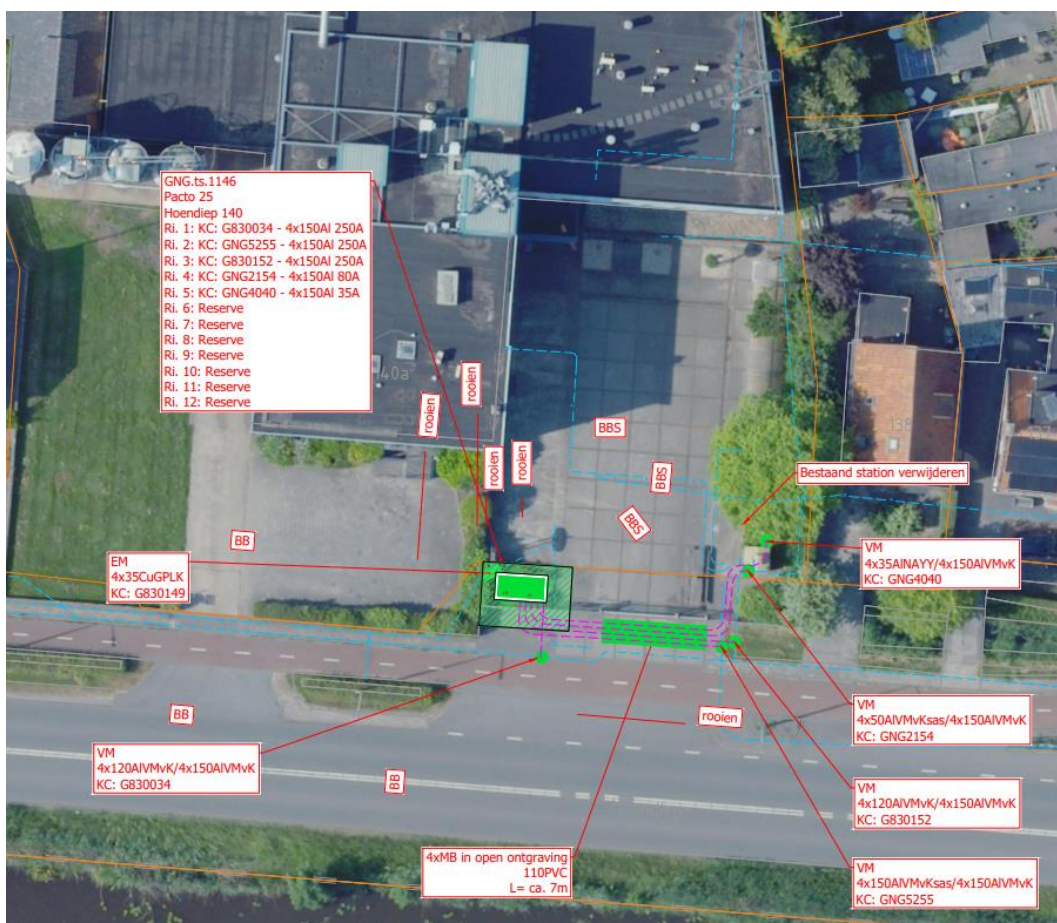 GNG.ts.1146
Pacto 25
Hoendiep 140
Ri. 1: KC: G830034 - 4x150Al 250A
Ri. 2: KC: GNG5255 - 4x150Al 250A
Ri. 3: KC: G830152 - 4x150Al 250A
Ri. 4: KC: GNG2154 - 4x150Al 80A
Ri. 5: KC: GNG4040 - 4x150Al 35A
Ri. 6: Reserve
Ri. 7: Reserve
Ri. 8: Reserve
Ri. 9: Reserve
Ri. 10: Reserve
Ri. 11: Reserve
Ri. 12: Reserve
40a
rooien
rooien
rooien
rooien
BBS
BBS
BBS
138
Bestaand station verwijderen
BB
EM
4x35CuGPLK
KC: G830149
VM
4x35AlNAYY/4x150AlVMvK
KC: GNG4040
BB
rooien
VM
4x50AlVMvKsas/4x150AlVMvK
KC: GNG2154
VM
4x120AlVMvK/4x150AlVMvK
KC: G830034
BB
VM
4x120AlVMvK/4x150AlVMvK
KC: G830152
4xMB in open ontgraving
110PVC
L= ca. 7m
VM
4x150AlVMvKsas/4x150AlVMvK
KC: GNG5255